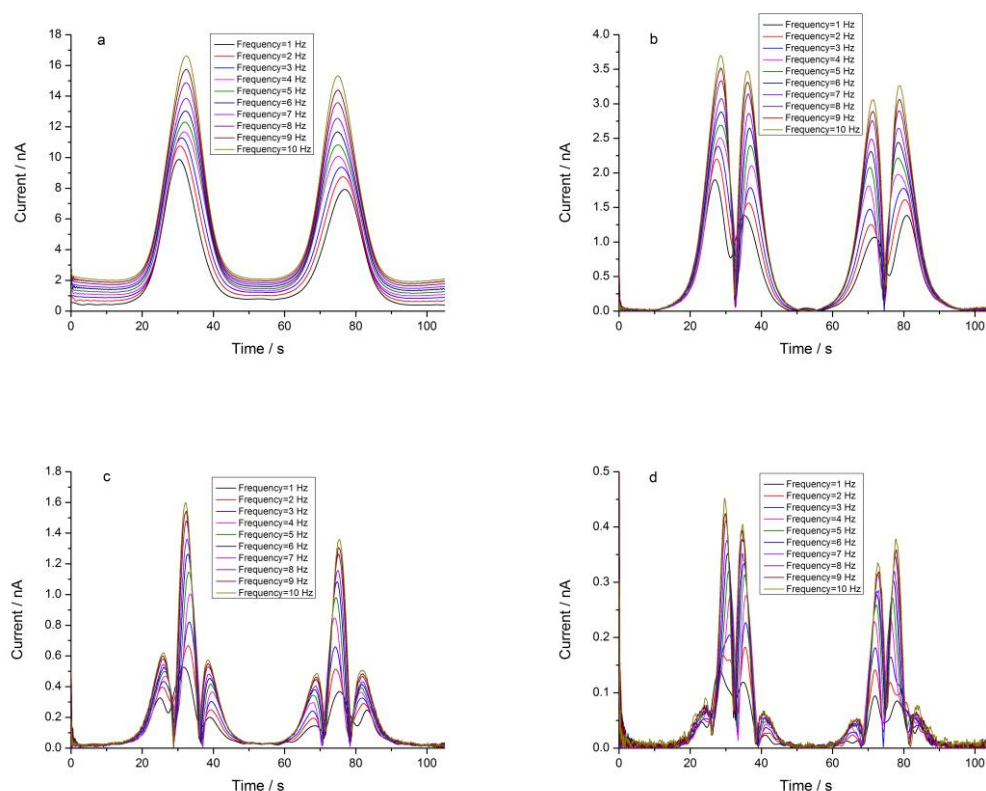 a
18
16
14
12
10
8
6
4
2
0
Current / nA
0 20 40 60 80 100
Time / s
Frequency=1 Hz
Frequency=2 Hz
Frequency=3 Hz
Frequency=4 Hz
Frequency=5 Hz
Frequency=6 Hz
Frequency=7 Hz
Frequency=8 Hz
Frequency=9 Hz
Frequency=10 Hz
b
4.0
3.5
3.0
2.5
2.0
1.5
1.0
0.5
0.0
Current / nA
0 20 40 60 80 100
Time / s
Frequency=1 Hz
Frequency=2 Hz
Frequency=3 Hz
Frequency=4 Hz
Frequency=5 Hz
Frequency=6 Hz
Frequency=7 Hz
Frequency=8 Hz
Frequency=9 Hz
Frequency=10 Hz
c
1.8
1.6
1.4
1.2
1.0
0.8
0.6
0.4
0.2
0.0
Current / nA
0 20 40 60 80 100
Time / s
Frequency=1 Hz
Frequency=2 Hz
Frequency=3 Hz
Frequency=4 Hz
Frequency=5 Hz
Frequency=6 Hz
Frequency=7 Hz
Frequency=8 Hz
Frequency=9 Hz
Frequency=10 Hz
d
0.5
0.4
0.3
0.2
0.1
0.0
Current / nA
0 20 40 60 80 100
Time / s
Frequency=1 Hz
Frequency=2 Hz
Frequency=3 Hz
Frequency=4 Hz
Frequency=5 Hz
Frequency=6 Hz
Frequency=7 Hz
Frequency=8 Hz
Frequency=9 Hz
Frequency=10 Hz